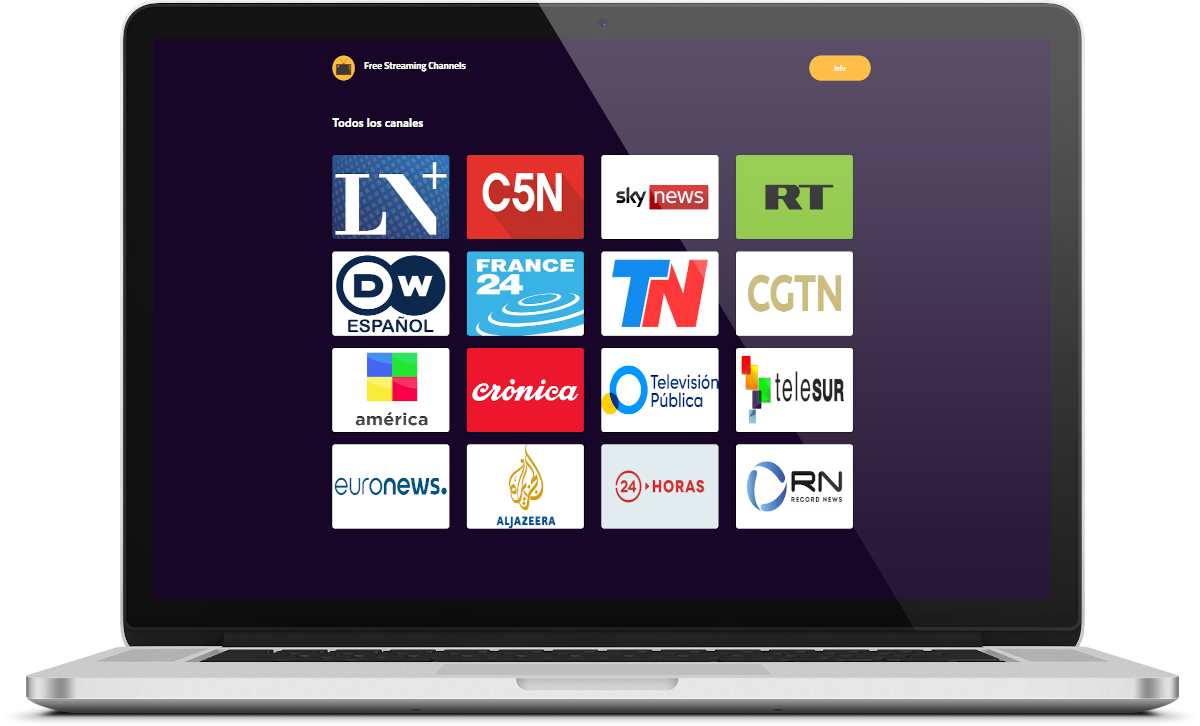 Free Streaming Channels
Info
Todos los canales
LN+
C5N
sky news
RT
DW
ESPAÑOL
FRANCE
24
TN
CGTN
américa
crònica
Televisión
Pública
teleSUR
euronews.
ALJAZEERA
24 HORAS
RN
RECORD NEWS